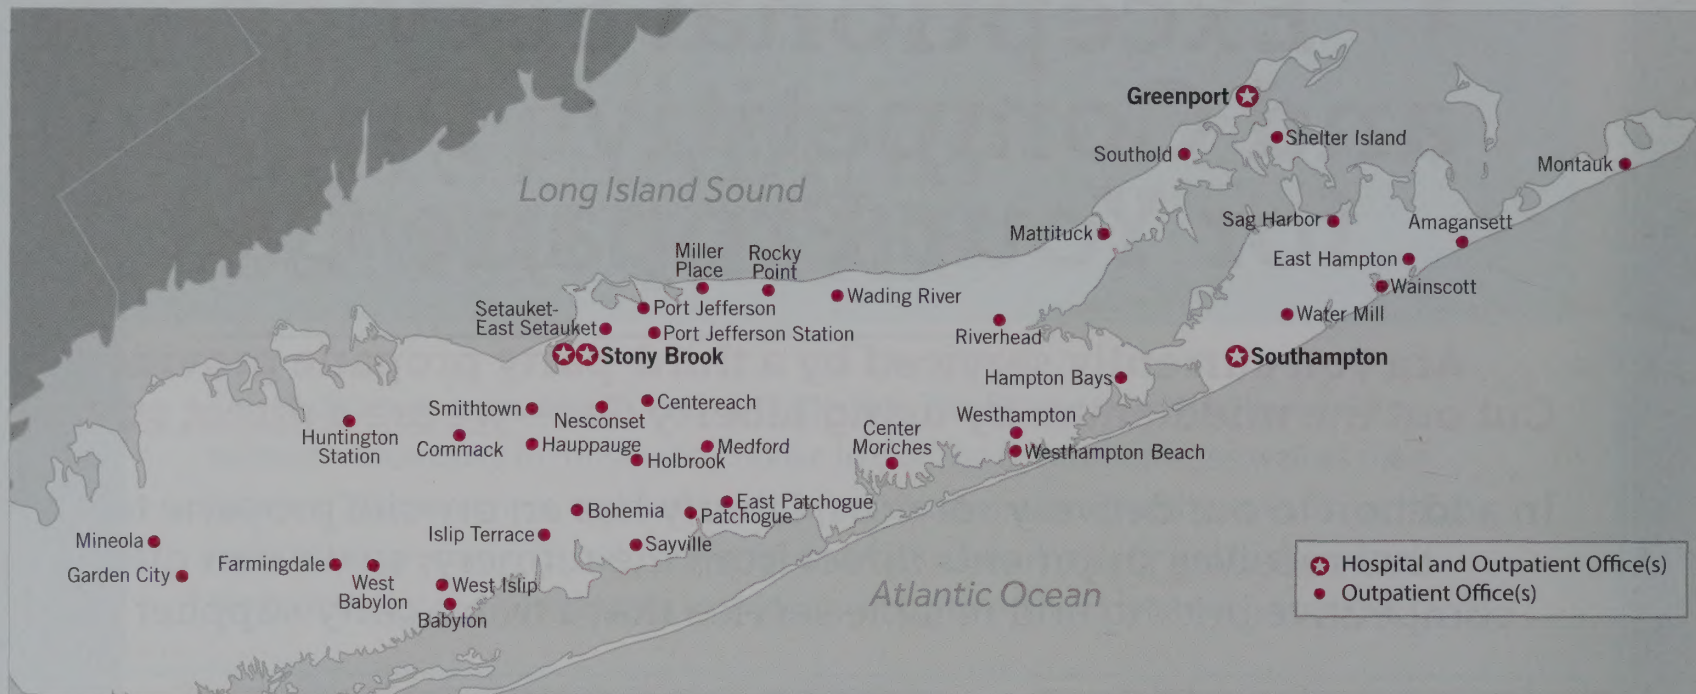 Greenport
Shelter Island
Southold
Montauk
Long Island Sound
Sag Harbor
Amagansett
Mattituck
Miller
Place
Rocky
Point
East Hampton
Wainscott
Wading River
Setauket-
East Setauket
Port Jefferson
Port Jefferson Station
Water Mill
Riverhead
Stony Brook
Southampton
Hampton Bays
Smithtown
Nesconset
Centereach
Westhampton
Huntington
Station
Commack
Hauppauge
Medford
Center
Moriches
Holbrook
Westhampton Beach
East Patchogue
Bohemia
Patchogue
Islip Terrace
Sayville
Mineola
Garden City
Farmingdale
West
Babylon
West Islip
Babylon
Atlantic Ocean
Hospital and Outpatient Office(s)
Outpatient Office(s)